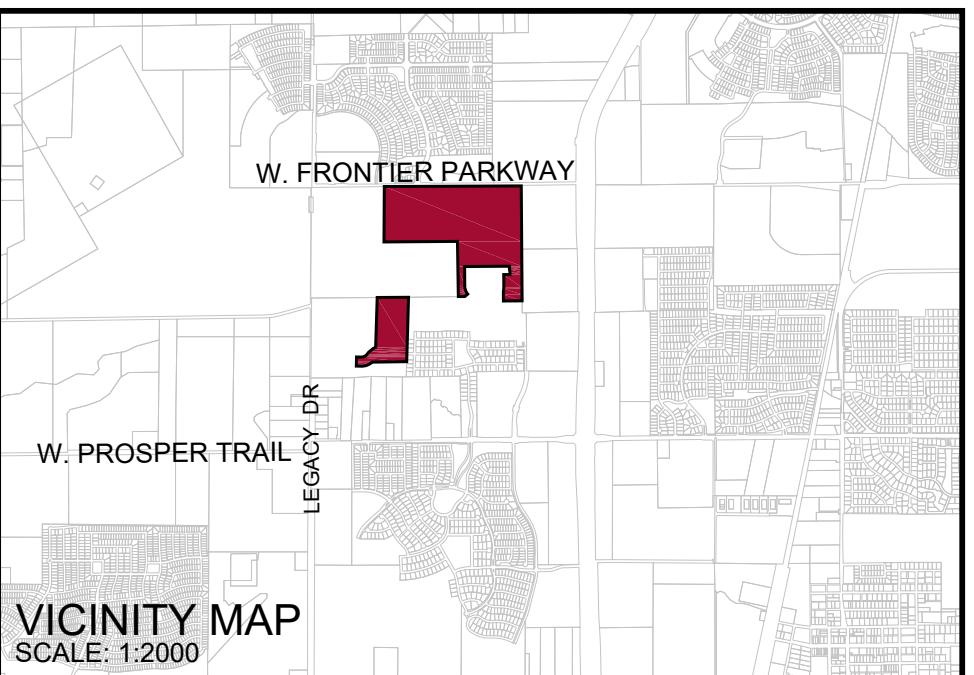 W. FRONTIER PARKWAY
LEGACY DR
W. PROSPER TRAIL
VICINITY MAP
SCALE: 1:2000